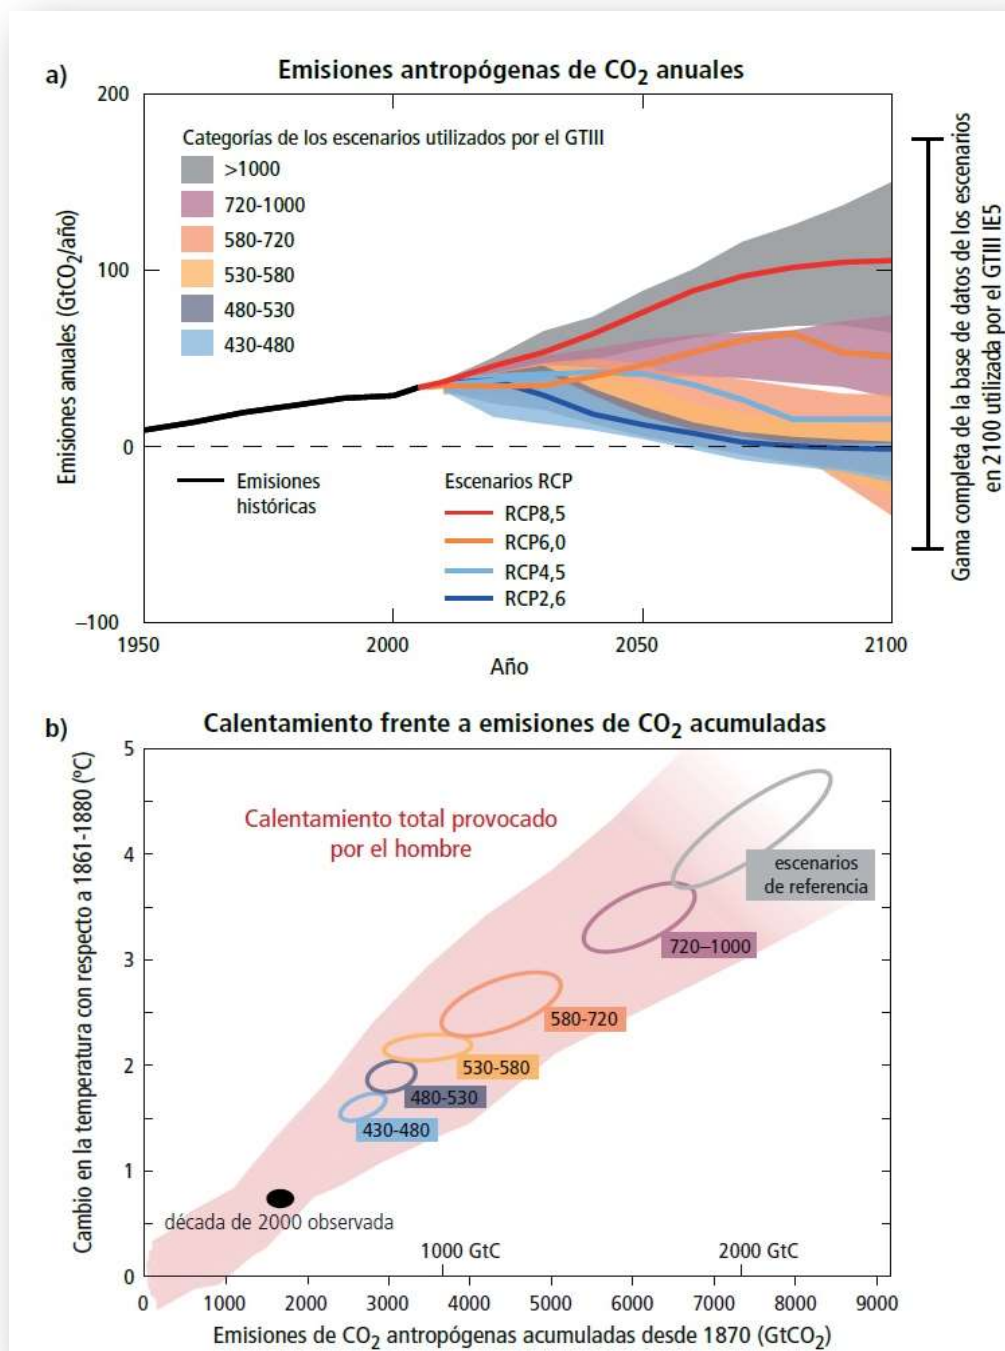 a)
Emisiones antropógenas de CO₂ anuales
200
100
0
−100
Emisiones anuales (GtCO₂/año)
Categorías de los escenarios utilizados por el GTIII
>1000
720-1000
580-720
530-580
480-530
430-480
Emisiones
históricas
Escenarios RCP
RCP8,5
RCP6,0
RCP4,5
RCP2,6
1950
2000
2050
2100
Año
Gama completa de la base de datos de los escenarios
en 2100 utilizada por el GTIII IE5
b)
Calentamiento frente a emisiones de CO₂ acumuladas
5
4
3
2
1
0
Cambio en la temperatura con respecto a 1861-1880 (ºC)
Calentamiento total provocado
por el hombre
escenarios
de referencia
720–1000
580-720
530-580
480-530
430-480
década de 2000 observada
1000 GtC
2000 GtC
0
1000
2000
3000
4000
5000
6000
7000
8000
9000
Emisiones de CO₂ antropógenas acumuladas desde 1870 (GtCO₂)